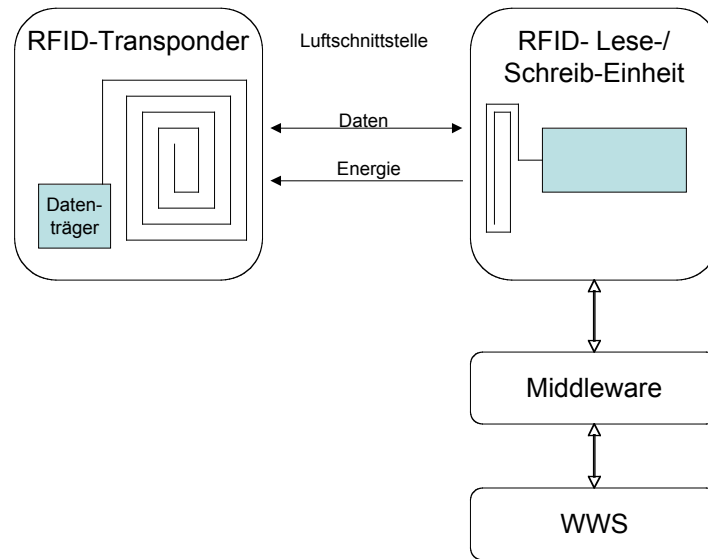 RFID-Transponder
Luftschnittstelle
RFID- Lese-/
Schreib-Einheit
Daten
Energie
Daten-
träger
Middleware
WWS